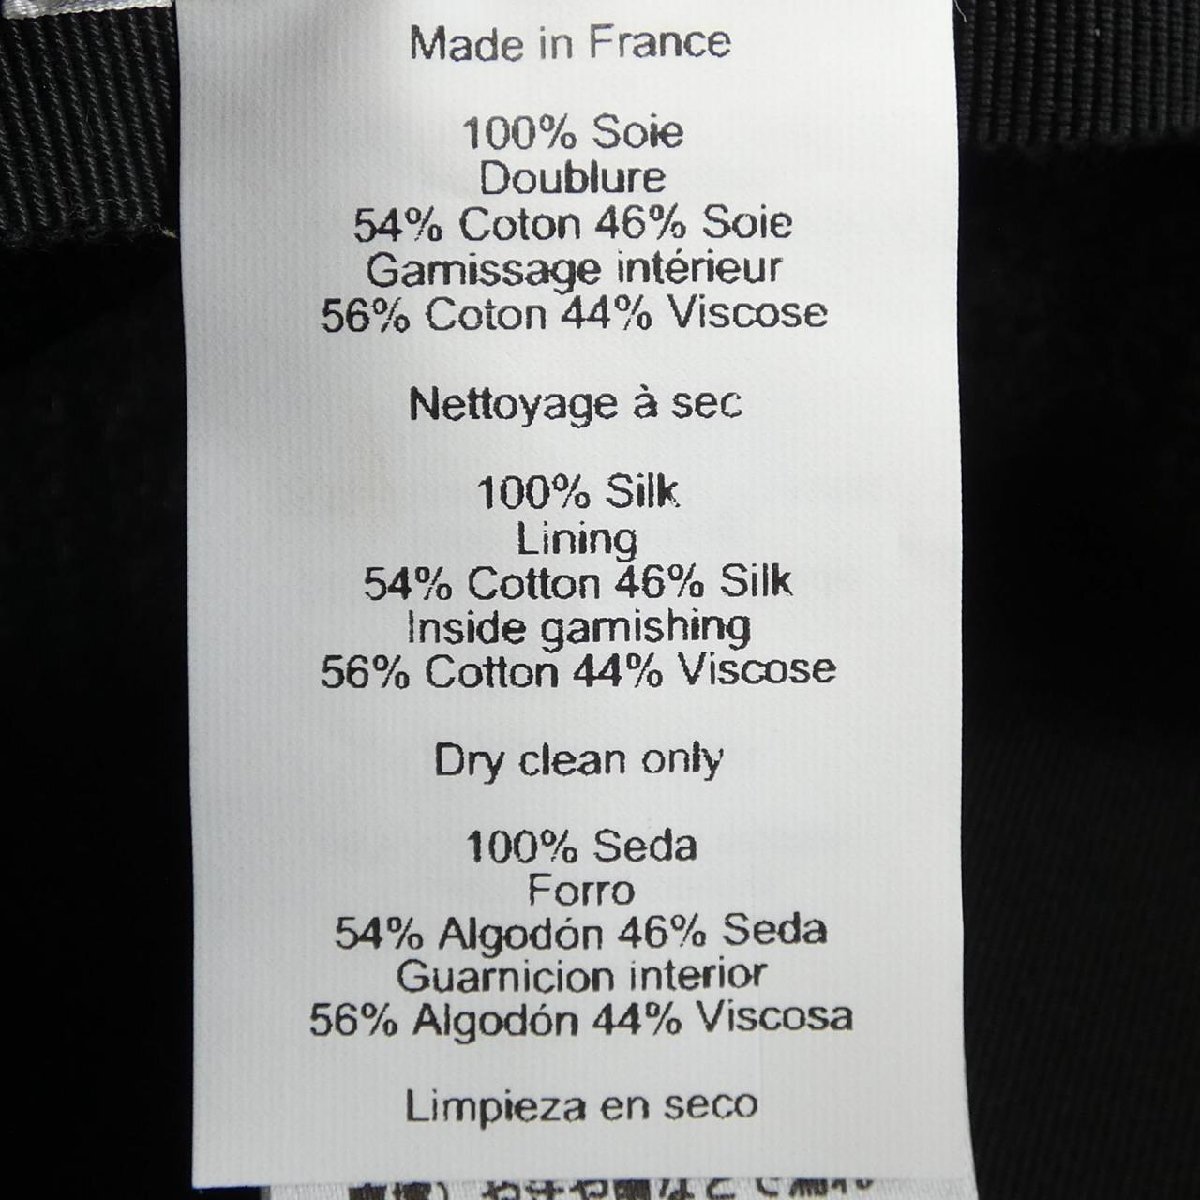 Made in France
100% Soie
Doublure
54% Coton 46% Soie
Garnissage intérieur
56% Coton 44% Viscose
Nettoyage à sec
100% Silk
Lining
54% Cotton 46% Silk
Inside garnishing
56% Cotton 44% Viscose
Dry clean only
100% Seda
Forro
54% Algodón 46% Seda
Guarnicion interior
56% Algodón 44% Viscosa
Limpieza en seco